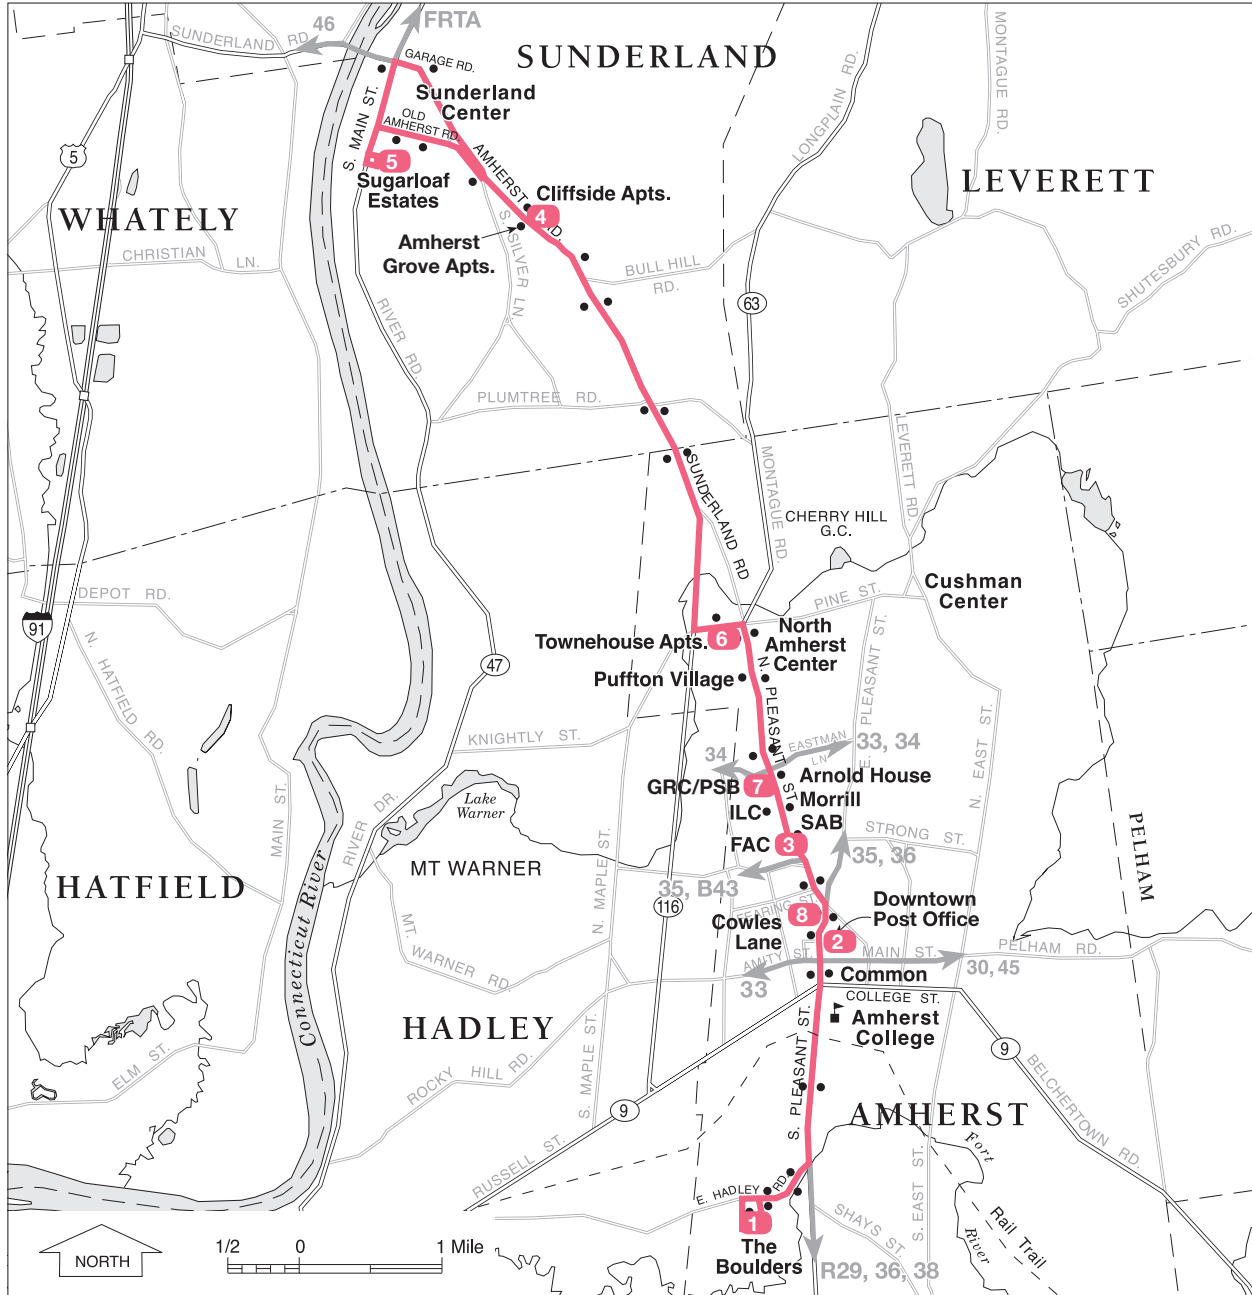 46
FRTA
SUNDERLAND RD.
GARAGE RD.
SUNDERLAND
MONTAGUE RD.
LONGPLAIN RD.
Sunderland
Center
S. MAIN ST.
OLD
AMHERST RD.
5
5
Sugarloaf
Estates
AMHERST RD.
Cliffside Apts.
4
LEVERETT
WHATELY
Amherst
Grove Apts.
S. SILVER LN.
CHRISTIAN LN.
BULL HILL
RD.
SHUTESBURY RD.
RIVER RD.
63
PLUMTREE RD.
SUNDERLAND RD
MONTAGUE RD.
LEVERETT RD.
CHERRY HILL
G.C.
DEPOT RD.
91
N. HATFIELD RD.
47
PINE ST.
Cushman
Center
Townehouse Apts.
6
North
Amherst
Center
Puffton Village
N. PLEASANT ST
E. PLEASANT ST.
N. EAST ST.
KNIGHTLY ST.
EASTMAN
LN
33, 34
34
GRC/PSB
7
Arnold House
Morrill
ILC
SAB
Lake
Warner
MAIN ST.
RIVER DR.
FAC
3
STRONG ST.
PELHAM
HATFIELD
MT WARNER
35, B43
35, 36
Connecticut River
N. MAPLE ST.
116
FEARING ST.
Downtown
Post Office
8
Cowles
Lane
2
MT. WARNER RD.
AMITY ST.
MAIN ST.
PELHAM RD.
33
30, 45
Common
COLLEGE ST.
Amherst
College
HADLEY
S. MAPLE ST.
ELM ST.
ROCKY HILL RD.
9
9
S. PLEASANT ST.
AMHERST
BELCHERTOWN RD.
RUSSELL ST.
Fort
River
E. HADLEY RD
S. EAST ST.
SHAYS ST.
Rail Trail
1
The
Boulders
R29, 36, 38
NORTH
1/2 0 1 Mile